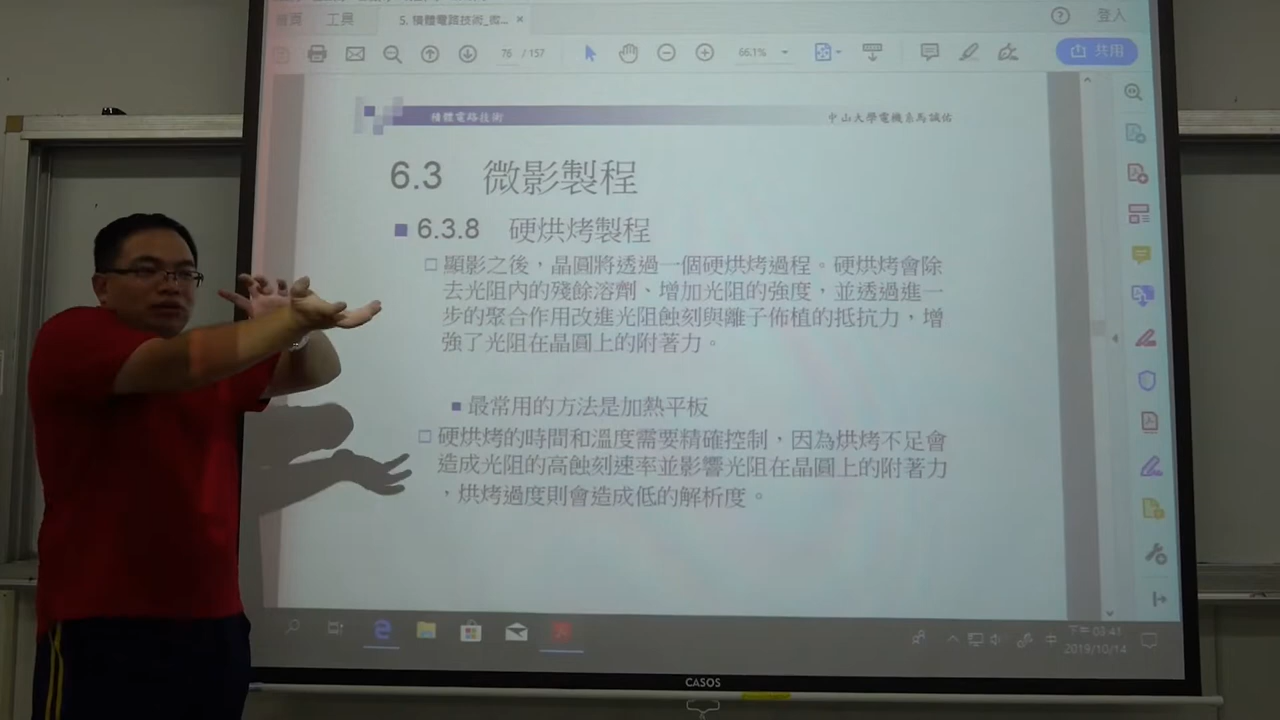 首頁 工具 5. 積體電路技術_微... × 登入
76 / 157 66.1% 共用
積體電路技術 中山大學電機系馬誠佑
6.3 微影製程
6.3.8 硬烘烤製程
顯影之後，晶圓將透過一個硬烘烤過程。硬烘烤會除
去光阻內的殘餘溶劑、增加光阻的強度，並透過進一
步的聚合作用改進光阻蝕刻與離子佈植的抵抗力，增
強了光阻在晶圓上的附著力。
最常用的方法是加熱平板
硬烘烤的時間和溫度需要精確控制，因為烘烤不足會
造成光阻的高蝕刻速率並影響光阻在晶圓上的附著力
，烘烤過度則會造成低的解析度。
中 下午 03:41
2019/10/14
CASOS